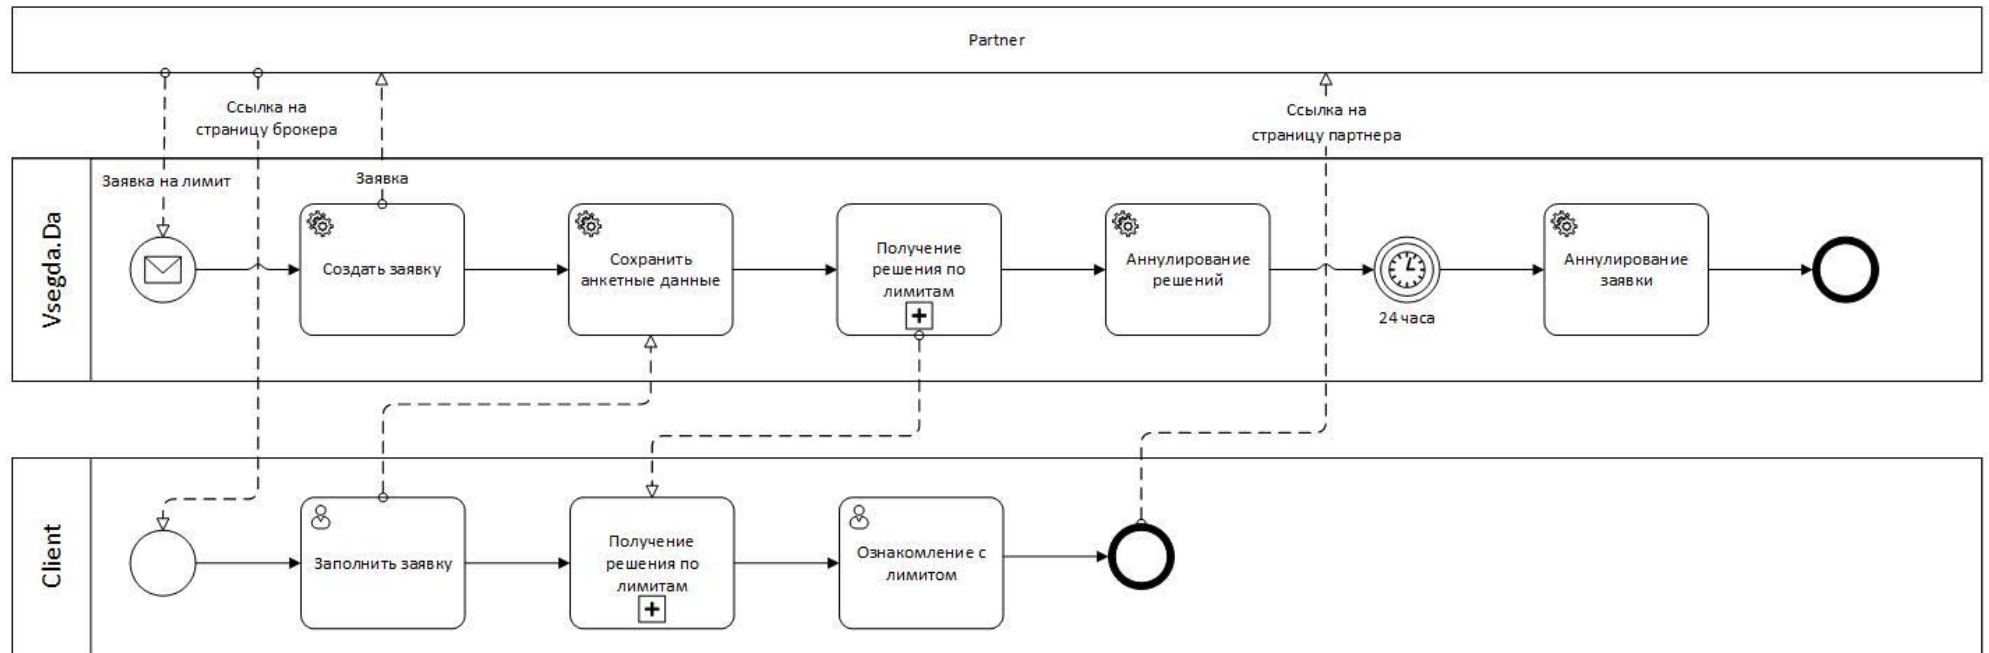 Partner
Ссылка на
страницу брокера
Ссылка на
страницу партнера
Vsegda.Da
Заявка на лимит
Заявка
Создать заявку
Сохранить
анкетные данные
Получение
решения по
лимитам
Аннулирование
решений
24 часа
Аннулирование
заявки
Client
Заполнить заявку
Получение
решения по
лимитам
Ознакомление с
лимитом